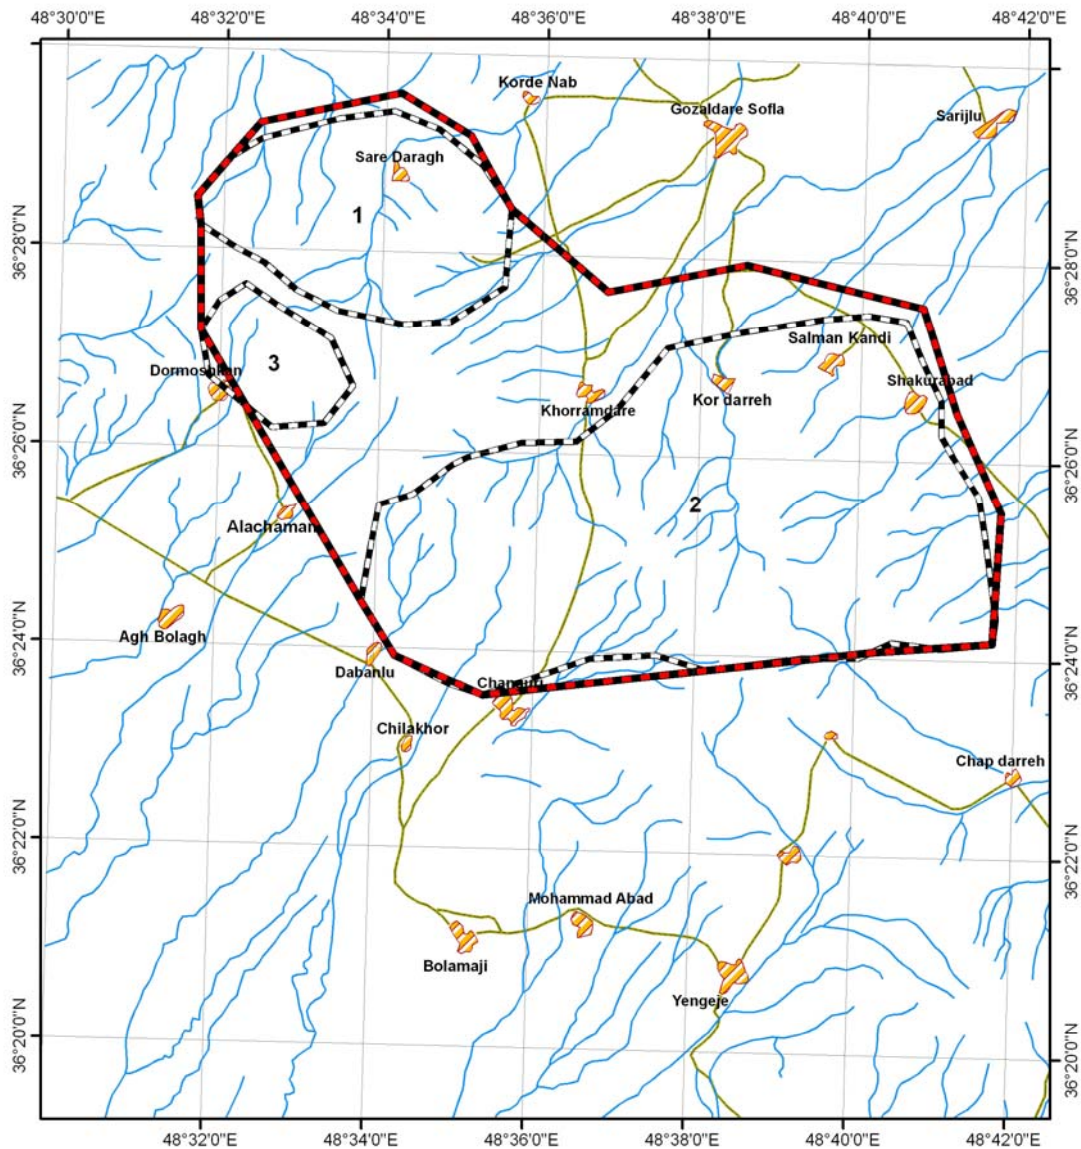 48°30'0"E 48°32'0"E 48°34'0"E 48°36'0"E 48°38'0"E 48°40'0"E 48°42'0"E
Korde Nab
Gozaldare Sofla
Sarijlu
Sare Daragh
1
36°28'0"N
36°28'0"N
Salman Kandi
3
Dormoshkan
Shakurabad
Kor darreh
Khorramdare
36°26'0"N
36°26'0"N
2
Alachaman
Agh Bolagh
36°24'0"N
36°24'0"N
Dabanlu
Chilakhor
Chap darreh
36°22'0"N
36°22'0"N
Mohammad Abad
Bolamaji
Yengeje
36°20'0"N
36°20'0"N
48°32'0"E 48°34'0"E 48°36'0"E 48°38'0"E 48°40'0"E 48°42'0"E